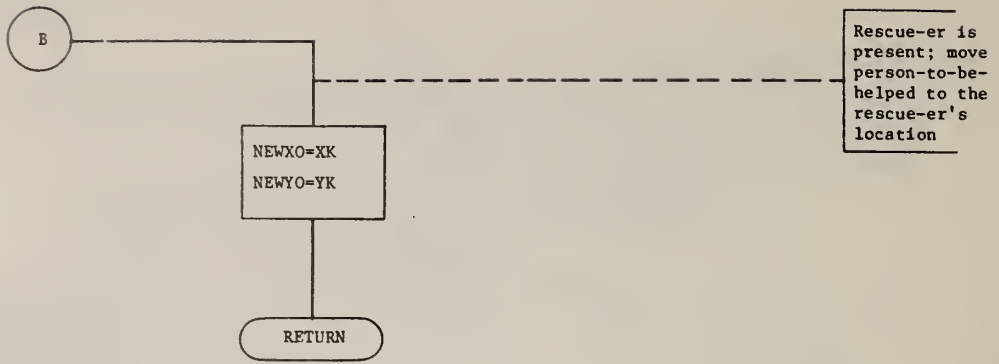 B
Rescue-er is
present; move
person-to-be-
helped to the
rescue-er's
location
NEWXO=XK
NEWYO=YK
RETURN